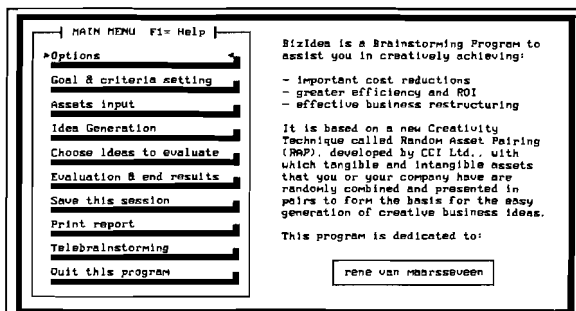 MAIN MENU F1= Help
Options
Goal & criteria setting
Assets input
Idea Generation
Choose Ideas to evaluate
Evaluation & end results
Save this session
Print report
Telebrainstorming
Quit this program
BizIdea is a Brainstorming Program to
assist you in creatively achieving:
- important cost reductions
- greater efficiency and ROI
- effective business restructuring
It is based on a new Creativity
Technique called Random Asset Pairing
(RAP), developed by CCI Ltd., with
which tangible and intangible assets
that you or your company have are
randomly combined and presented in
pairs to form the basis for the easy
generation of creative business ideas.
This program is dedicated to:
rene van maarsseveen